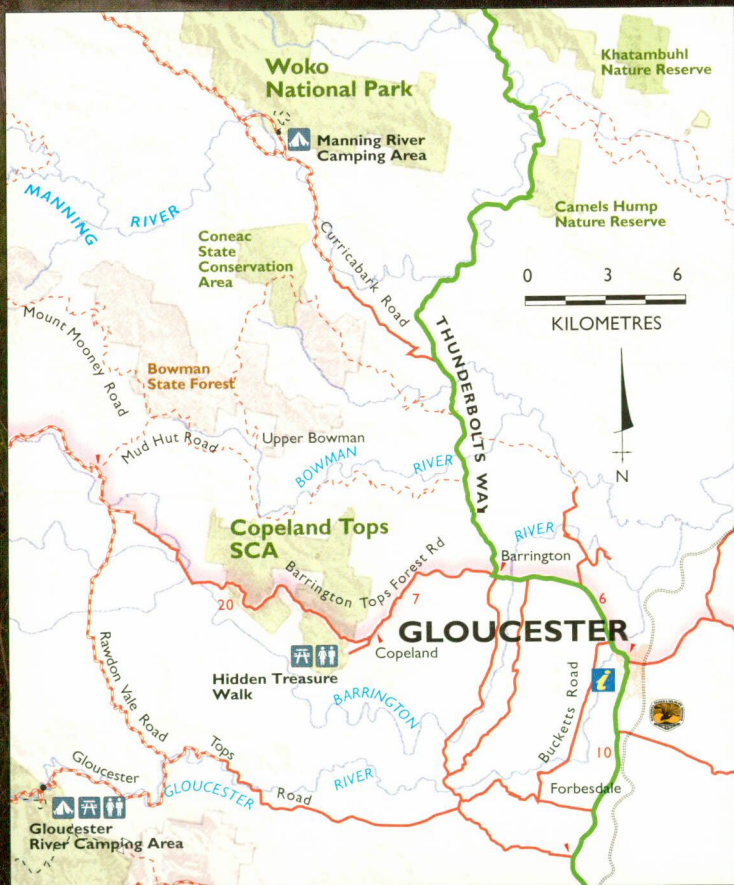 Woko
National Park
Khatambuhl
Nature Reserve
Manning River
Camping Area
MANNING RIVER
Camels Hump
Nature Reserve
Coneac
State
Conservation
Area
Curricabark Road
0 3 6
KILOMETRES
Mount Mooney Road
THUNDERBOLTS WAY
Bowman
State Forest
Mud Hut Road
Upper Bowman
BOWMAN RIVER
N
Copeland Tops
SCA
RIVER
Barrington
Barrington Tops Forest Rd
20
7
6
GLOUCESTER
Copeland
Hidden Treasure
Walk
BARRINGTON
Rawdon Vale Road
Bucketts Road
i
10
Gloucester Tops Road
GLOUCESTER RIVER
Forbesdale
Gloucester
River Camping Area